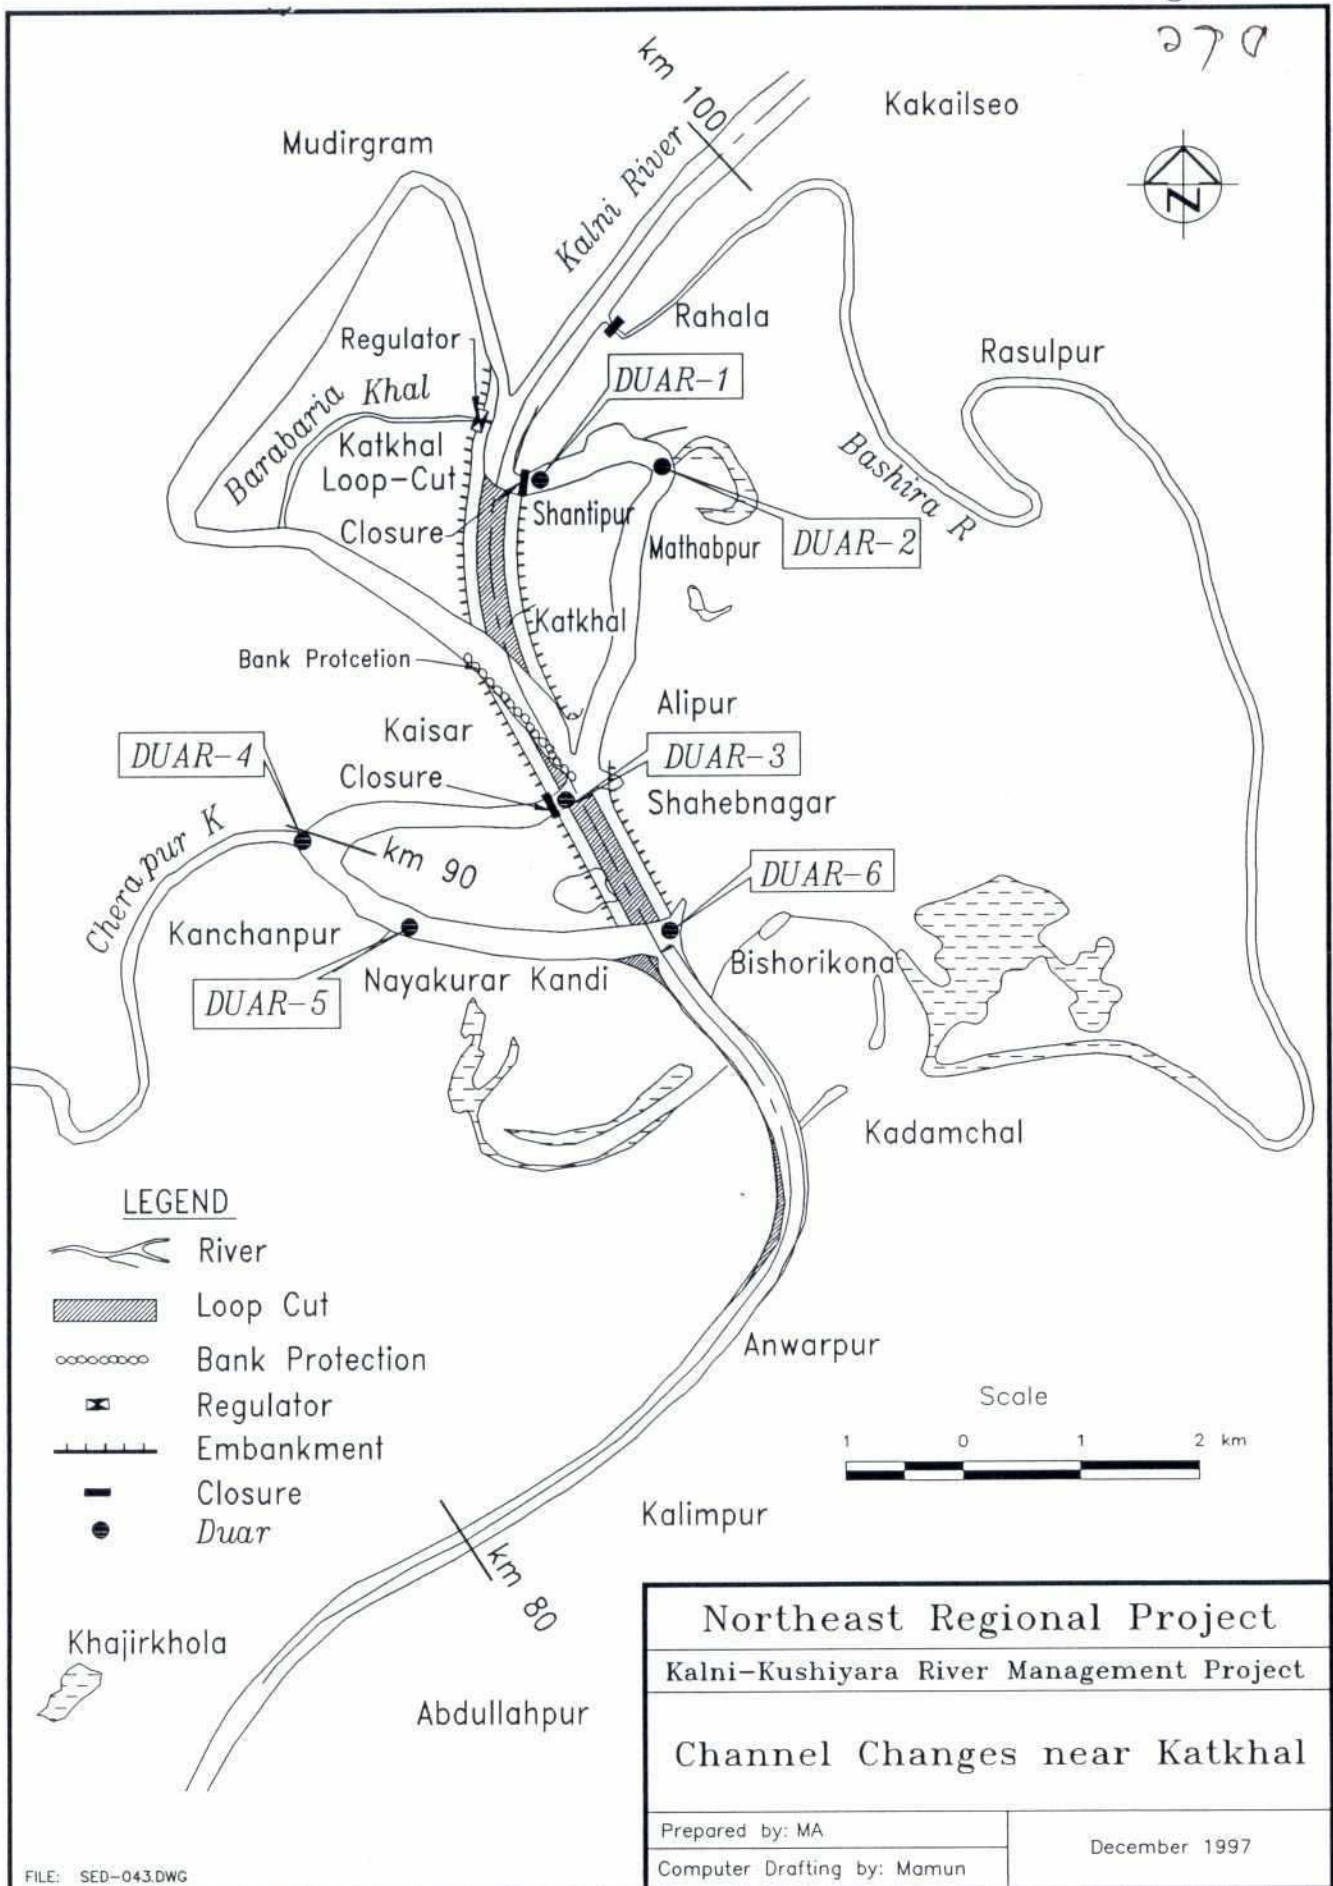 km 100
Kakailseo
Mudirgram
Kalni River
N
Rahala
Regulator
Rasulpur
DUAR-1
Barabaria Khal
Katkhal
Loop-Cut
Bashira R
Closure
Shantipur
Mathabpur
DUAR-2
Katkhal
Bank Protcetion
Alipur
Kaisar
DUAR-4
DUAR-3
Closure
Shahebnagar
Cherapur K
km 90
DUAR-6
Kanchanpur
Bishorikona
Nayakurar Kandi
DUAR-5
Kadamchal
LEGEND
River
Loop Cut
Bank Protection
Regulator
Embankment
Closure
Duar
Anwarpur
Scale
1 0 1 2 km
Kalimpur
km 80
Khajirkhola
Abdullahpur
Northeast Regional Project
Kalni-Kushiyara River Management Project
Channel Changes near Katkhal
Prepared by: MA
Computer Drafting by: Mamun
December 1997
FILE: SED-043.DWG